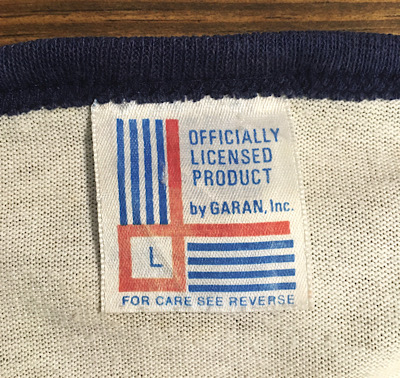 OFFICIALLY
LICENSED
PRODUCT
by GARAN, Inc.
L
FOR CARE SEE REVERSE